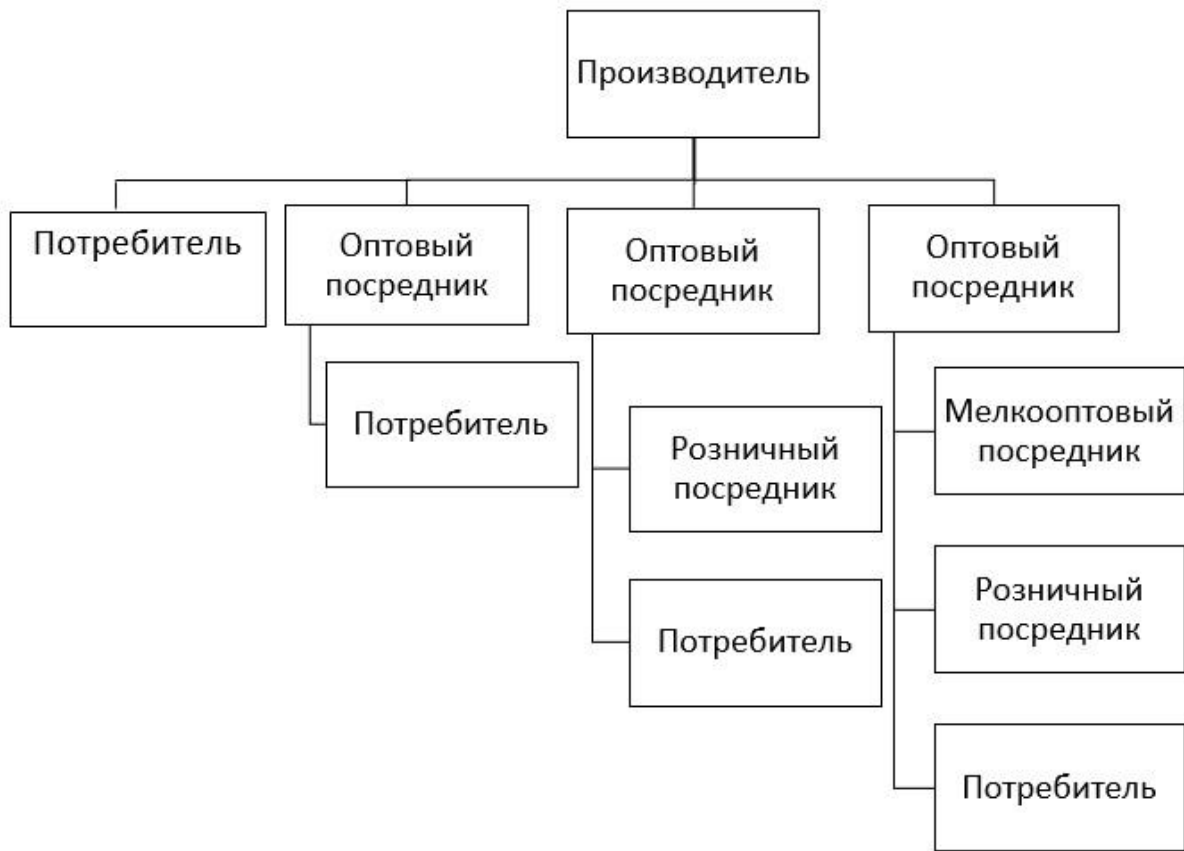 Производитель
Потребитель
Оптовый
посредник
Потребитель
Оптовый
посредник
Розничный
посредник
Потребитель
Оптовый
посредник
Мелкооптовый
посредник
Розничный
посредник
Потребитель